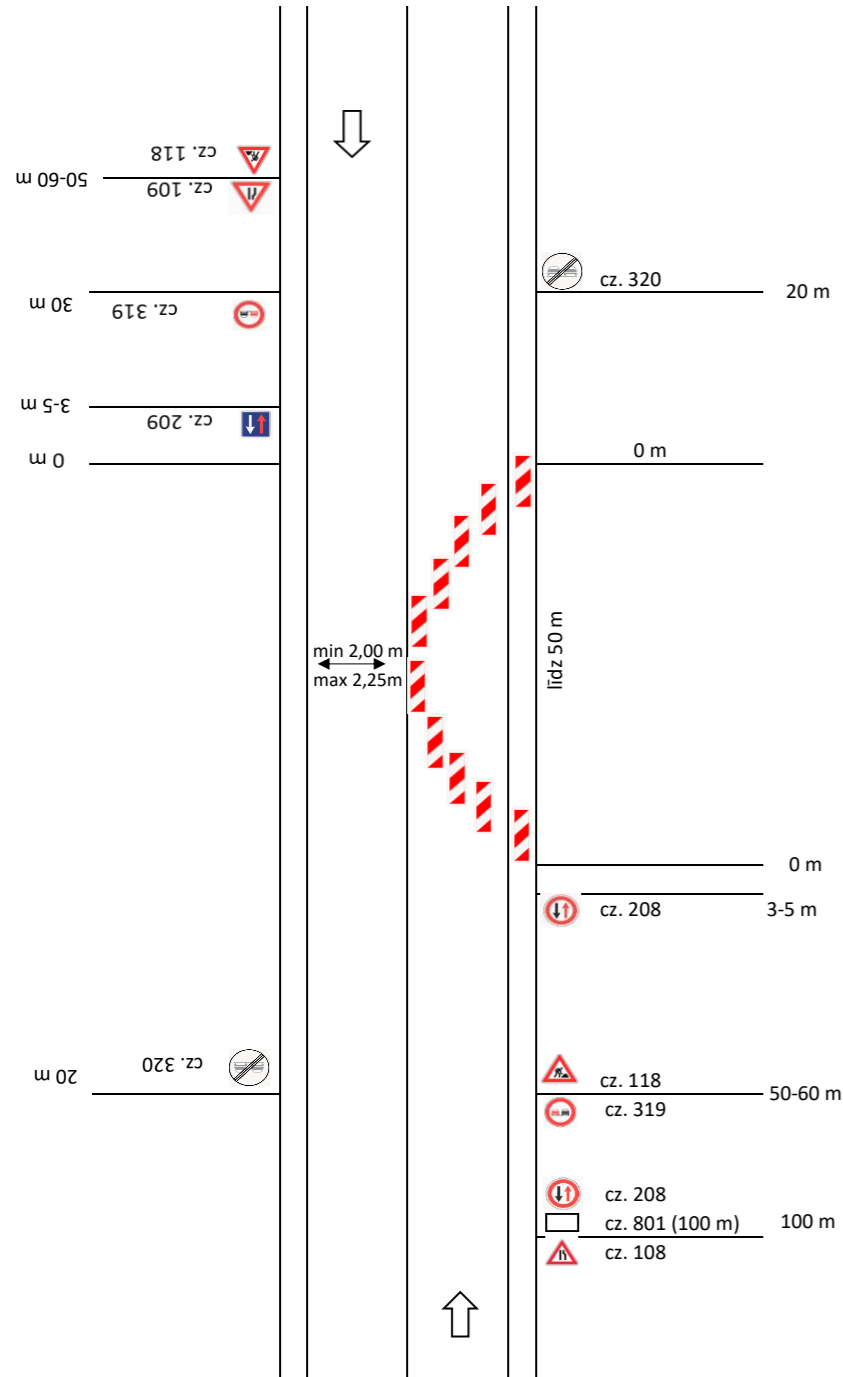 cz. 118
50-60 m
cz. 109
cz. 320
20 m
30 m
cz. 319
3-5 m
cz. 209
0 m
0 m
min 2,00 m
max 2,25m
līdz 50 m
0 m
cz. 208
3-5 m
cz. 320
20 m
cz. 118
50-60 m
cz. 319
cz. 208
cz. 801 (100 m)
100 m
cz. 108